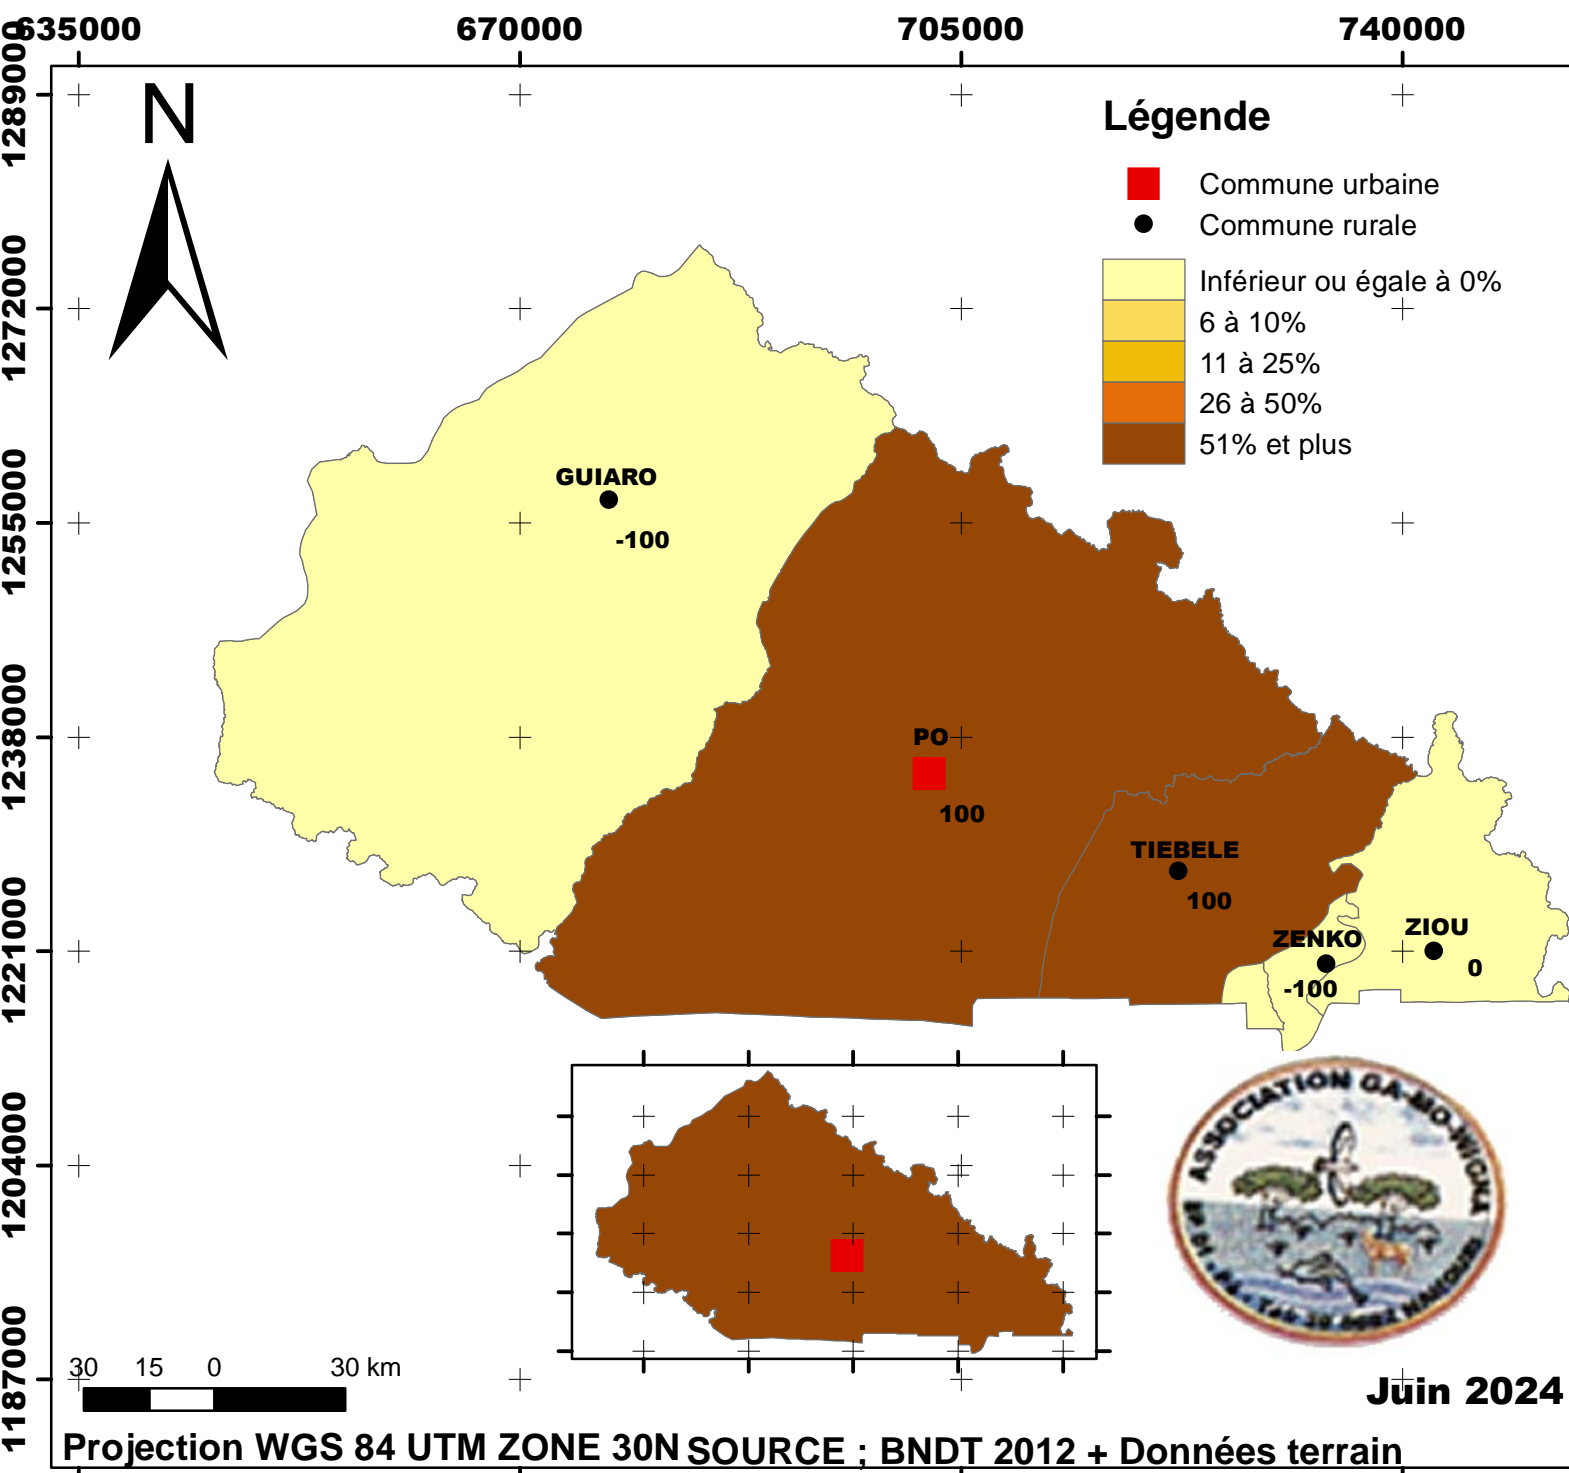 635000 670000 705000 740000
1289000
1272000
1255000
1238000
1221000
1204000
1187000
N
Légende
Commune urbaine
Commune rurale
Inférieur ou égale à 0%
6 à 10%
11 à 25%
26 à 50%
51% et plus
GUIARO
-100
PO
100
TIEBELE
100
ZENKO
-100
ZIOU
0
ASSOCIATION GA-MO-WIGNA
30 15 0 30 km
Juin 2024
Projection WGS 84 UTM ZONE 30N SOURCE ; BNDT 2012 + Données terrain